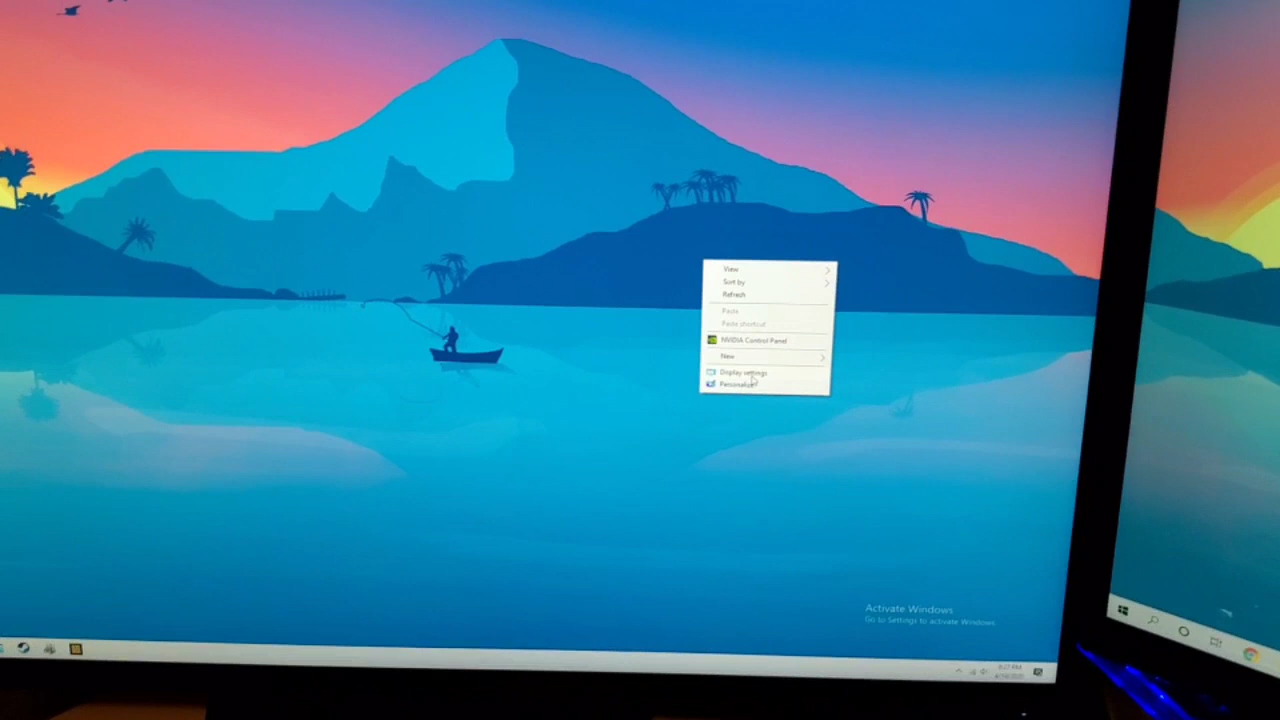 View
Sort by
Refresh
Paste
Paste shortcut
NVIDIA Control Panel
New
Display settings
Personalize
Activate Windows
Go to Settings to activate Windows.